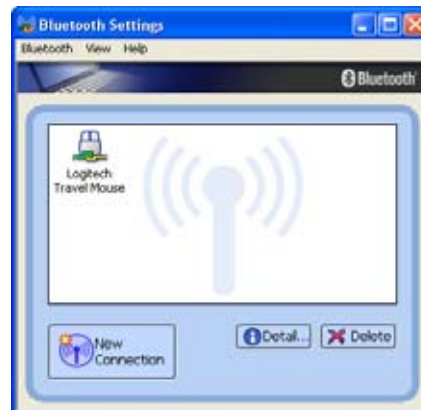 Bluetooth Settings
Bluetooth View Help
Bluetooth
Logitech
Travel Mouse
New
Connection
Detail...
Delete